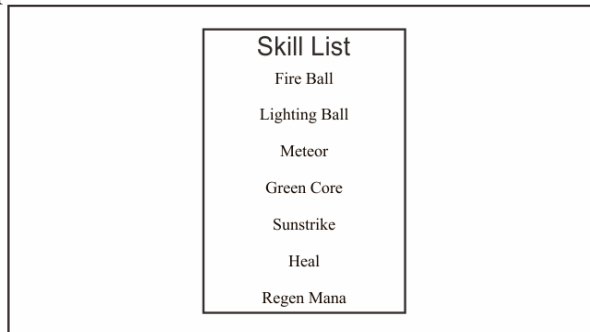 Skill List
Fire Ball
Lighting Ball
Meteor
Green Core
Sunstrike
Heal
Regen Mana